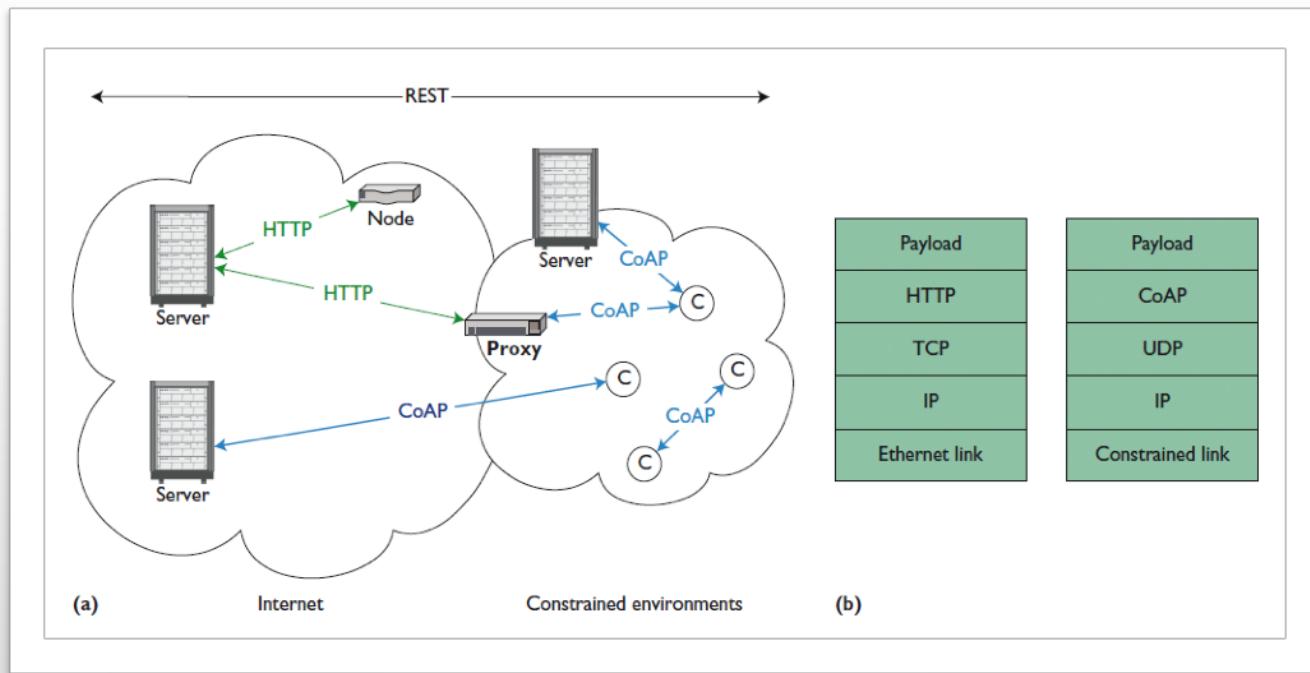 REST
HTTP
Node
Server
HTTP
Server
CoAP
CoAP
C
Proxy
C
C
CoAP
CoAP
C
Server
(a)
Internet
Constrained environments
Payload
HTTP
TCP
IP
Ethernet link
Payload
CoAP
UDP
IP
Constrained link
(b)